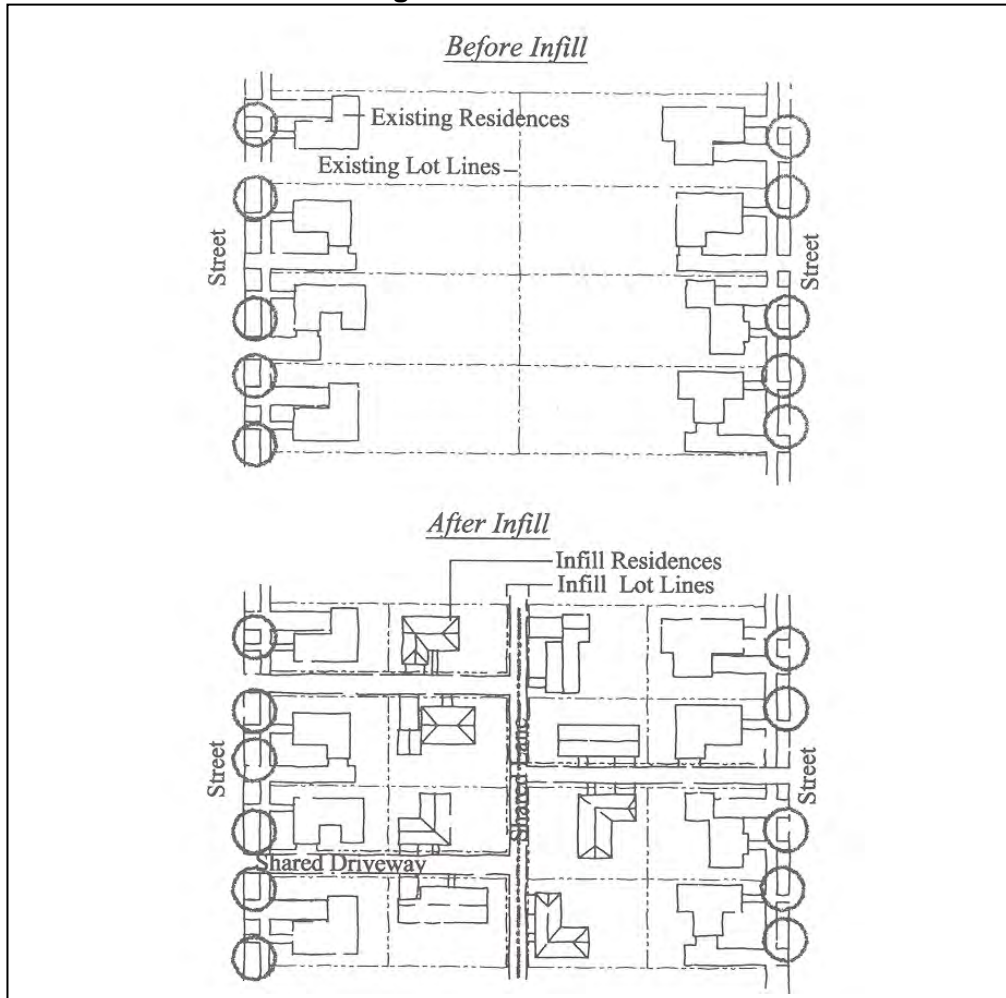 Before Infill
Existing Residences
Existing Lot Lines
Street
Street
After Infill
Infill Residences
Infill Lot Lines
Street
Shared Lane
Street
Shared Driveway